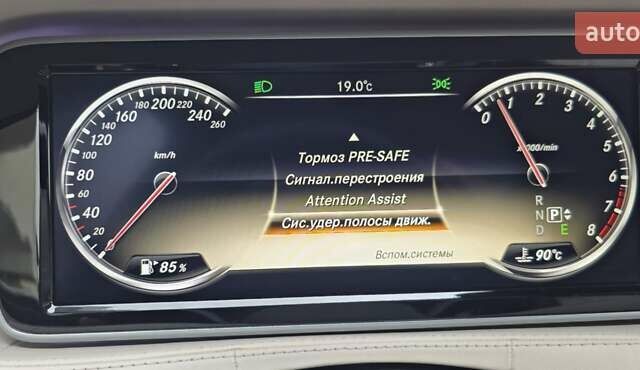 auto
19.0°c
0 20 40 60 80 100 120 140 160 180 200 220 240 260
km/h
85%
Тормоз PRE-SAFE
Сигнал.перестроения
Attention Assist
Сис.удер.полосы движ.
Вспом.системы
0 1 2 3 4 5 6 7 8
x1000/min
R
N P
D E
90°c